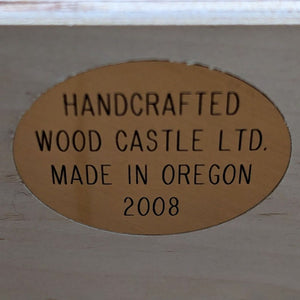 HANDCRAFTED
WOOD CASTLE LTD.
MADE IN OREGON
2008